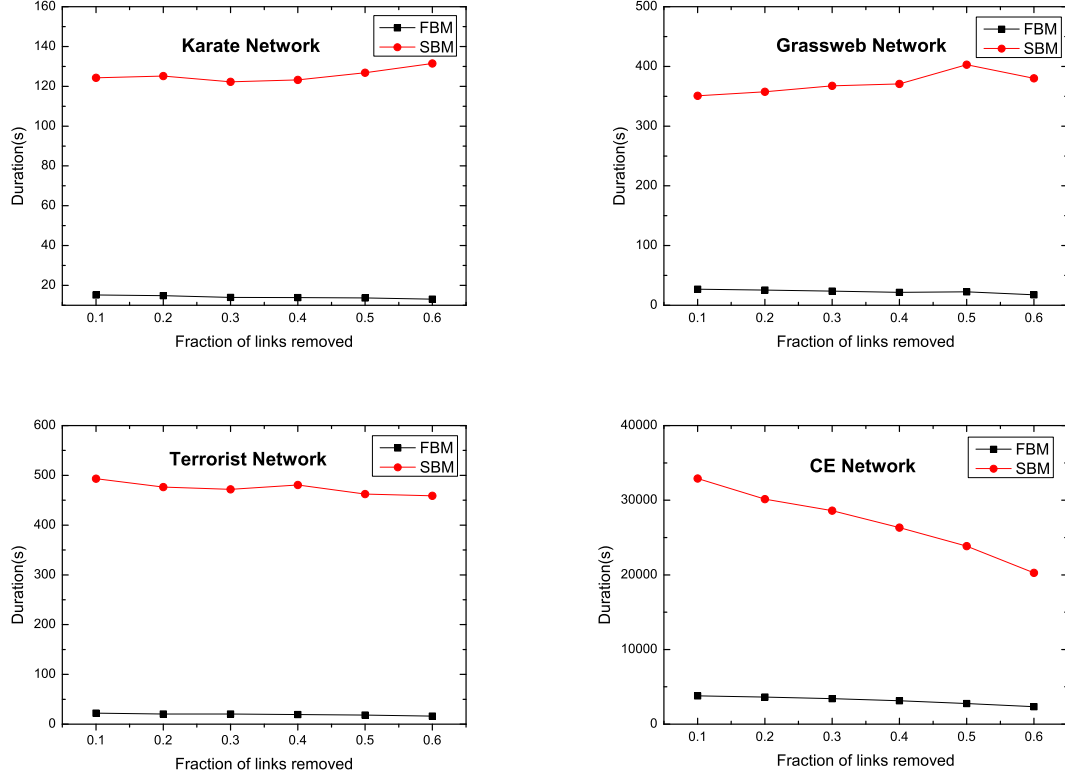 Karate Network
FBM
SBM
160
140
120
100
80
60
40
20
Duration(s)
0.1 0.2 0.3 0.4 0.5 0.6
Fraction of links removed
Grassweb Network
FBM
SBM
500
400
300
200
100
0
Duration(s)
0.1 0.2 0.3 0.4 0.5 0.6
Fraction of links removed
Terrorist Network
FBM
SBM
600
500
400
300
200
100
0
Duration(s)
0.1 0.2 0.3 0.4 0.5 0.6
Fraction of links removed
CE Network
FBM
SBM
40000
30000
20000
10000
0
Duration(s)
0.1 0.2 0.3 0.4 0.5 0.6
Fraction of links removed